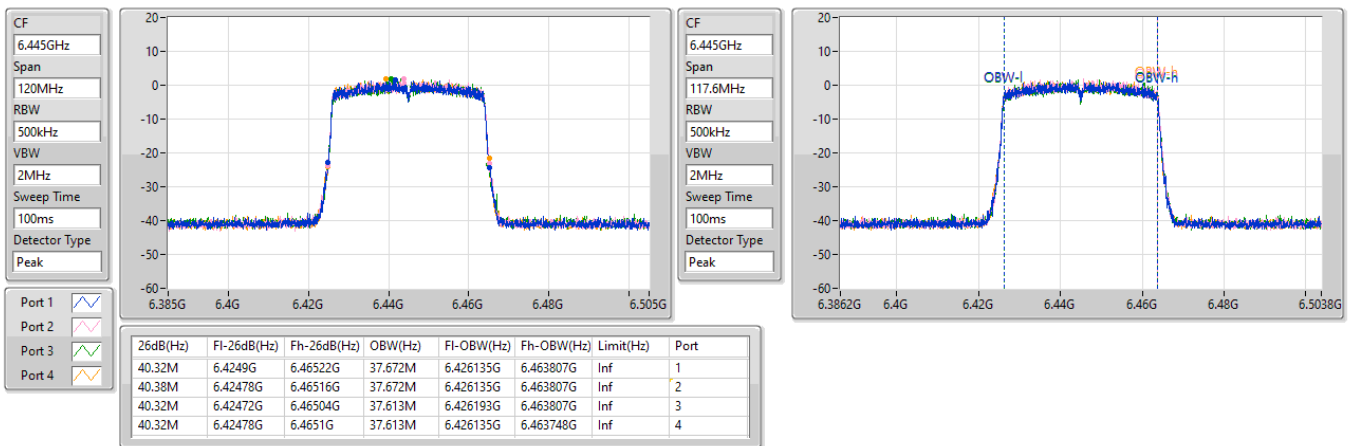 CF
6.445GHz
Span
120MHz
RBW
500kHz
VBW
2MHz
Sweep Time
100ms
Detector Type
Peak
20
10
0
-10
-20
-30
-40
-50
-60
6.385G 6.4G 6.42G 6.44G 6.46G 6.48G 6.505G
CF
6.445GHz
Span
117.6MHz
RBW
500kHz
VBW
2MHz
Sweep Time
100ms
Detector Type
Peak
20
10
0
-10
-20
-30
-40
-50
-60
OBW-l OBW-h
6.3862G 6.4G 6.42G 6.44G 6.46G 6.48G 6.5038G
Port 1
Port 2
Port 3
Port 4
26dB(Hz) Fl-26dB(Hz) Fh-26dB(Hz) OBW(Hz) Fl-OBW(Hz) Fh-OBW(Hz) Limit(Hz) Port
40.32M 6.4249G 6.46522G 37.672M 6.426135G 6.463807G Inf 1
40.38M 6.42478G 6.46516G 37.672M 6.426135G 6.463807G Inf 2
40.32M 6.42472G 6.46504G 37.613M 6.426193G 6.463807G Inf 3
40.32M 6.42478G 6.4651G 37.613M 6.426135G 6.463748G Inf 4